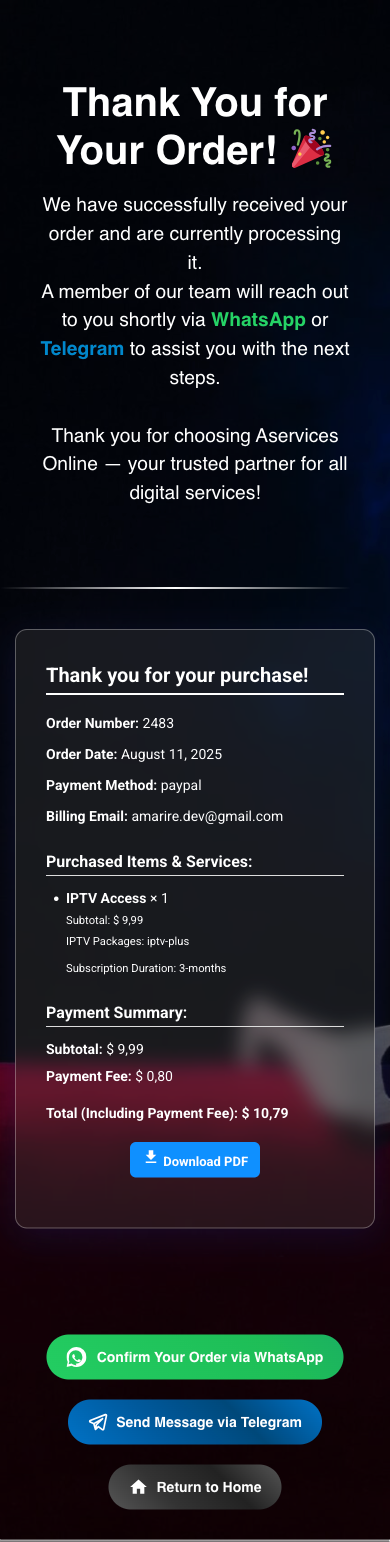 Thank You for
Your Order! 🎉
We have successfully received your
order and are currently processing
it.
A member of our team will reach out
to you shortly via WhatsApp or
Telegram to assist you with the next
steps.
Thank you for choosing Aservices
Online — your trusted partner for all
digital services!
Thank you for your purchase!
Order Number: 2483
Order Date: August 11, 2025
Payment Method: paypal
Billing Email: amarire.dev@gmail.com
Purchased Items & Services:
• IPTV Access × 1
Subtotal: $ 9,99
IPTV Packages: iptv-plus
Subscription Duration: 3-months
Payment Summary:
Subtotal: $ 9,99
Payment Fee: $ 0,80
Total (Including Payment Fee): $ 10,79
Download PDF
Confirm Your Order via WhatsApp
Send Message via Telegram
Return to Home